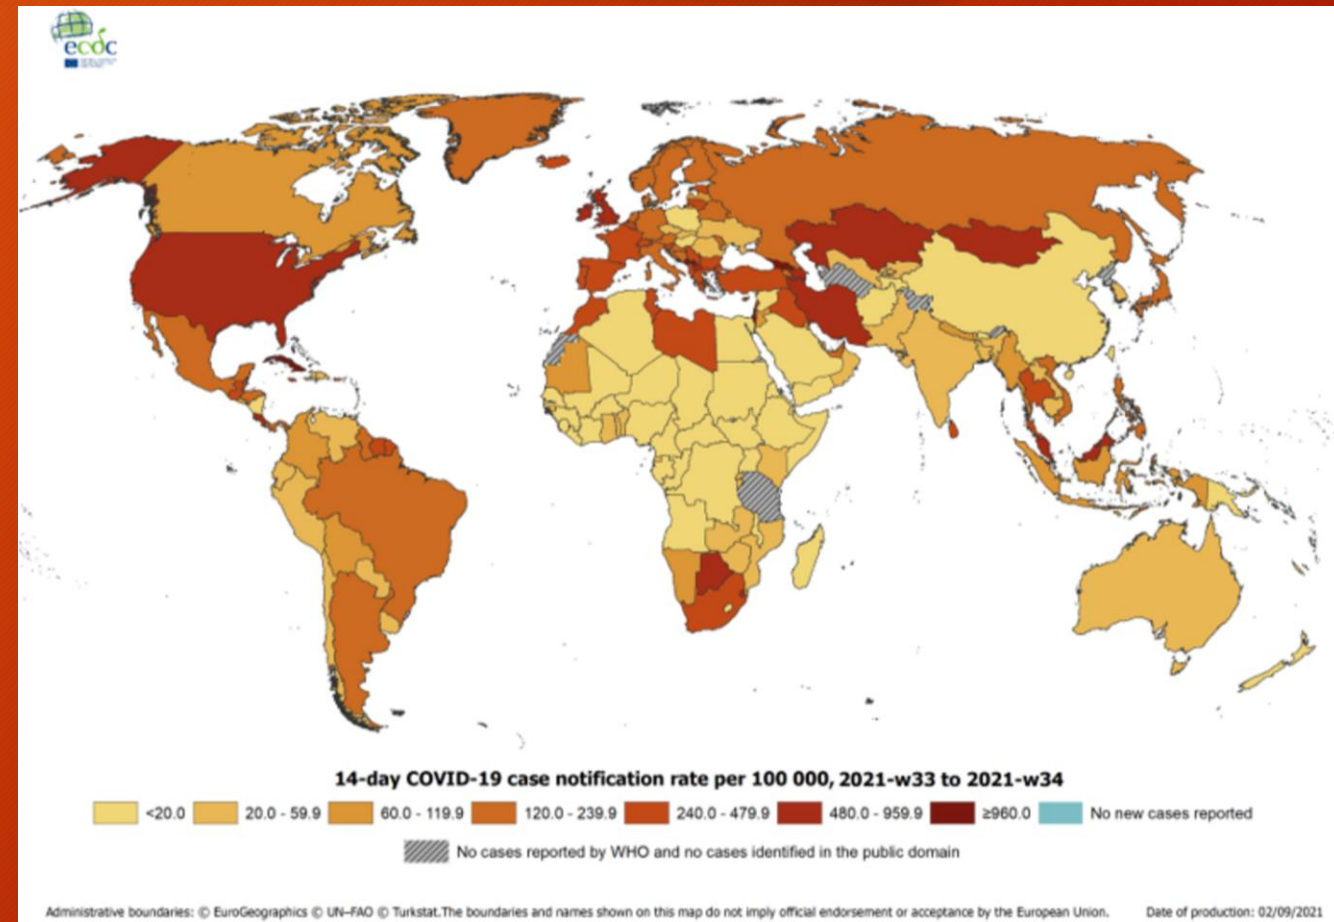 ecdc
14-day COVID-19 case notification rate per 100 000, 2021-w33 to 2021-w34
<20.0 20.0 - 59.9 60.0 - 119.9 120.0 - 239.9 240.0 - 479.9 480.0 - 959.9 ≥960.0 No new cases reported
No cases reported by WHO and no cases identified in the public domain
Administrative boundaries: © EuroGeographics © UN–FAO © Turkstat.The boundaries and names shown on this map do not imply official endorsement or acceptance by the European Union. Date of production: 02/09/2021